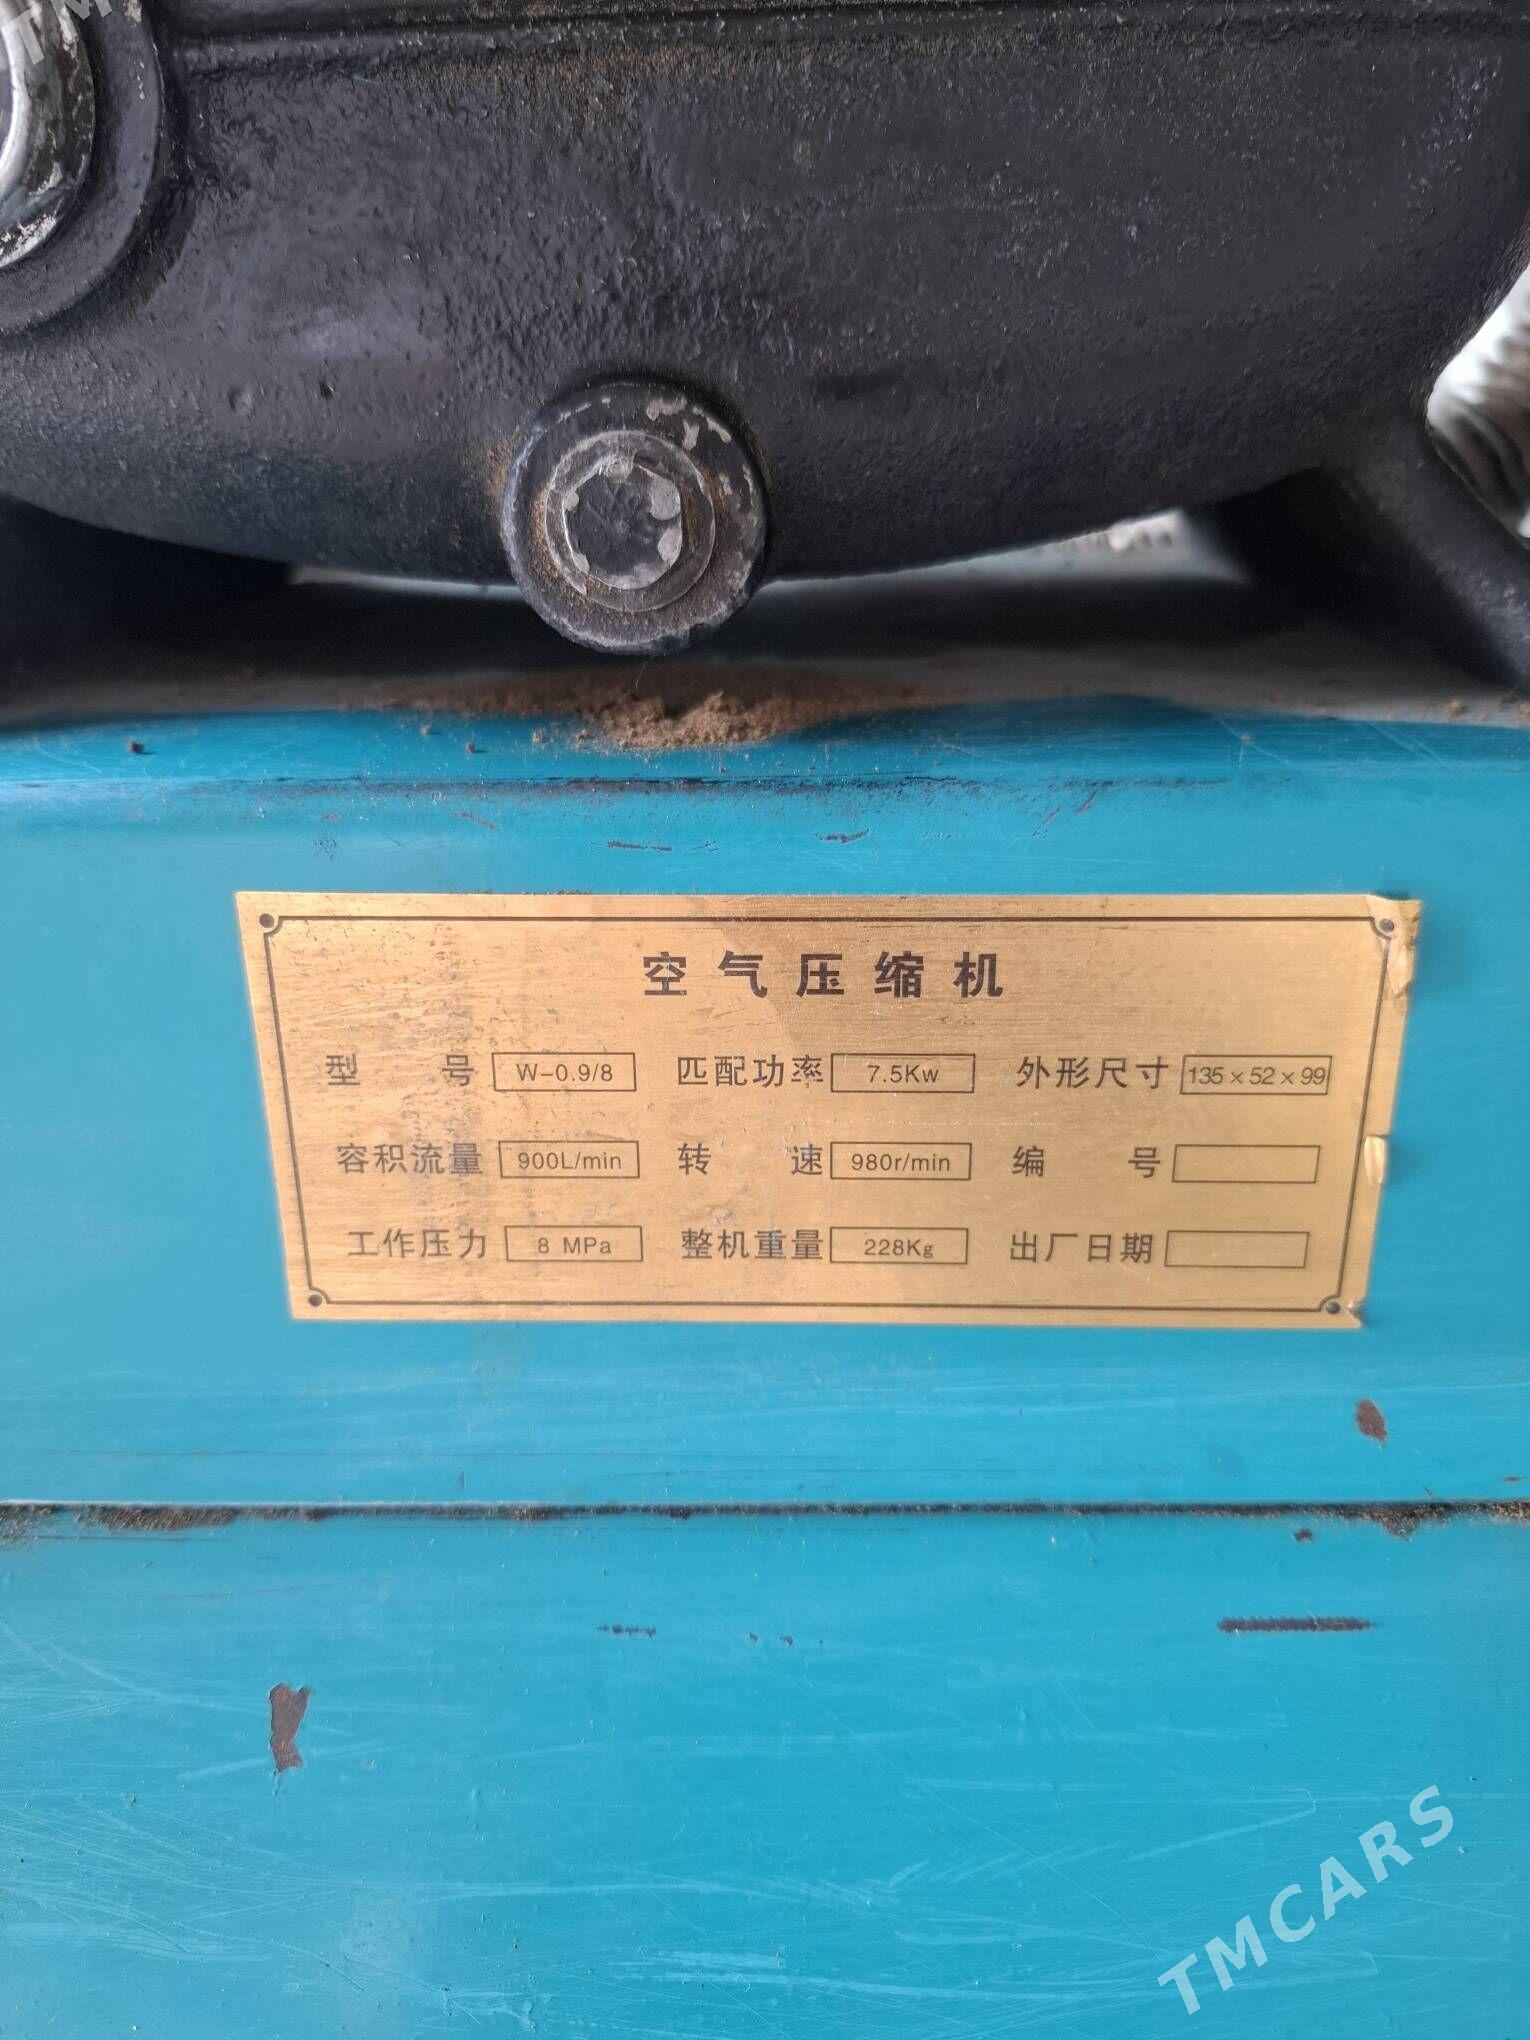 空气压缩机
型号 W-0.9/8 匹配功率 7.5Kw 外形尺寸 135×52×99
容积流量 900L/min 转速 980r/min 编号
工作压力 8 MPa 整机重量 228Kg 出厂日期
TMCARS